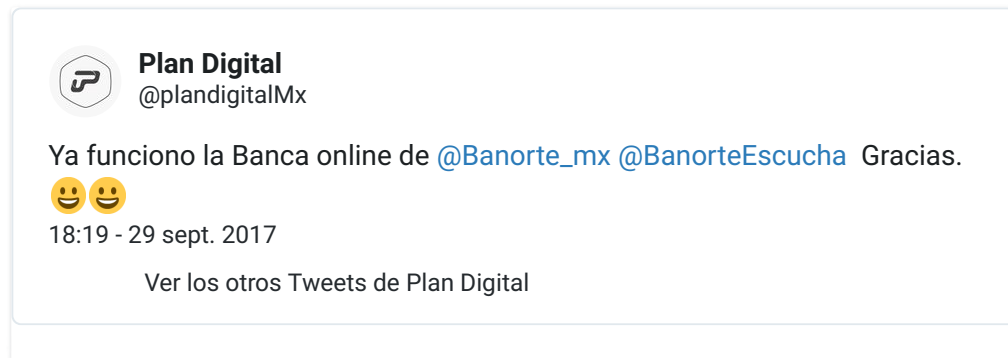 Plan Digital
@plandigitalMx
Ya funciono la Banca online de @Banorte_mx @BanorteEscucha Gracias.
😀😀
18:19 - 29 sept. 2017
Ver los otros Tweets de Plan Digital